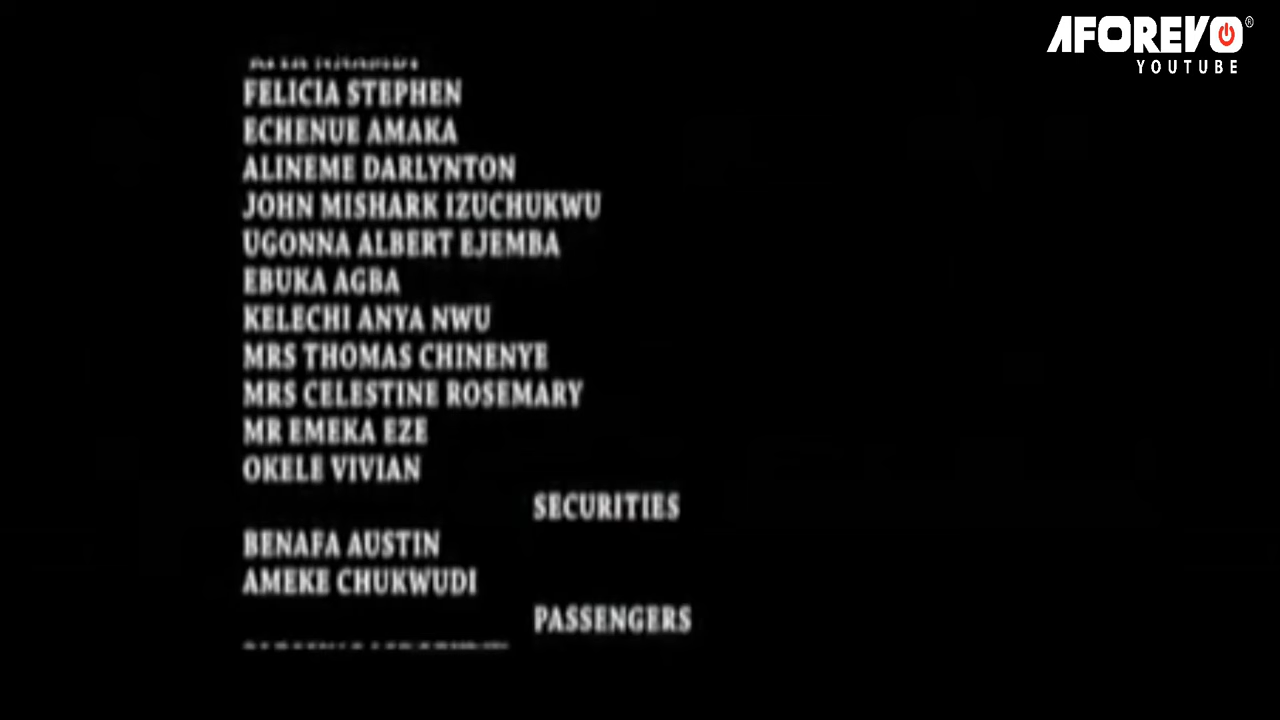 AFOREVO®
YOUTUBE
FELICIA STEPHEN
ECHENUE AMAKA
ALINEME DARLYNTON
JOHN MISHARK IZUCHUKWU
UGONNA ALBERT EJEMBA
EBUKA AGBA
KELECHI ANYA NWU
MRS THOMAS CHINENYE
MRS CELESTINE ROSEMARY
MR EMEKA EZE
OKELE VIVIAN
SECURITIES
BENAFA AUSTIN
AMEKE CHUKWUDI
PASSENGERS